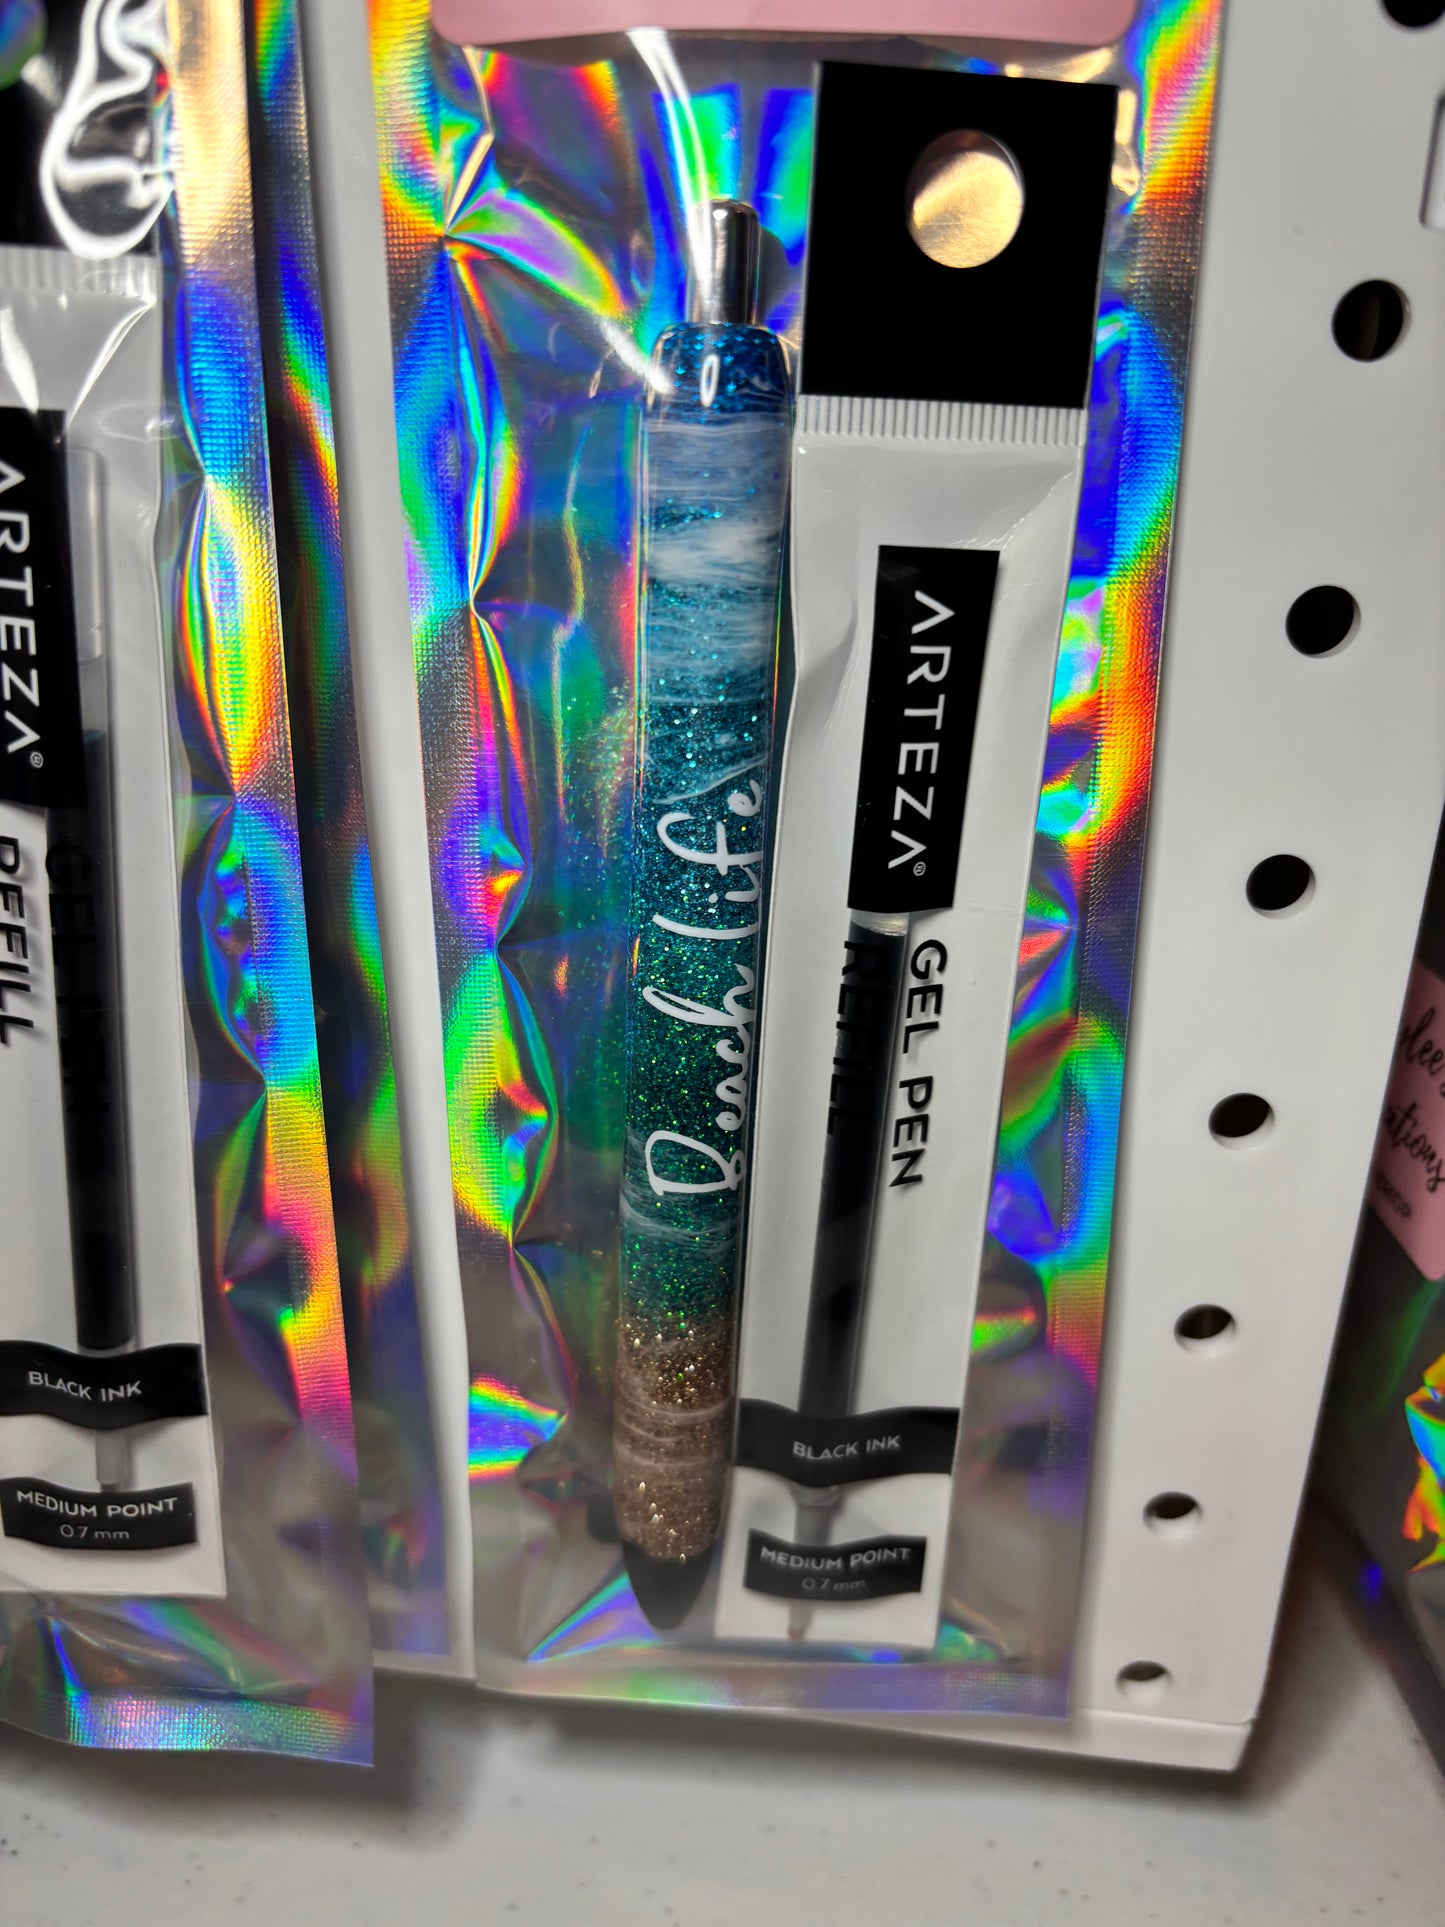 ARTEZA®
GEL PEN
REFILL
BLACK INK
MEDIUM POINT
0.7 mm
Beach life
ARTEZA®
GEL PEN
REFILL
BLACK INK
MEDIUM POINT
0.7 mm